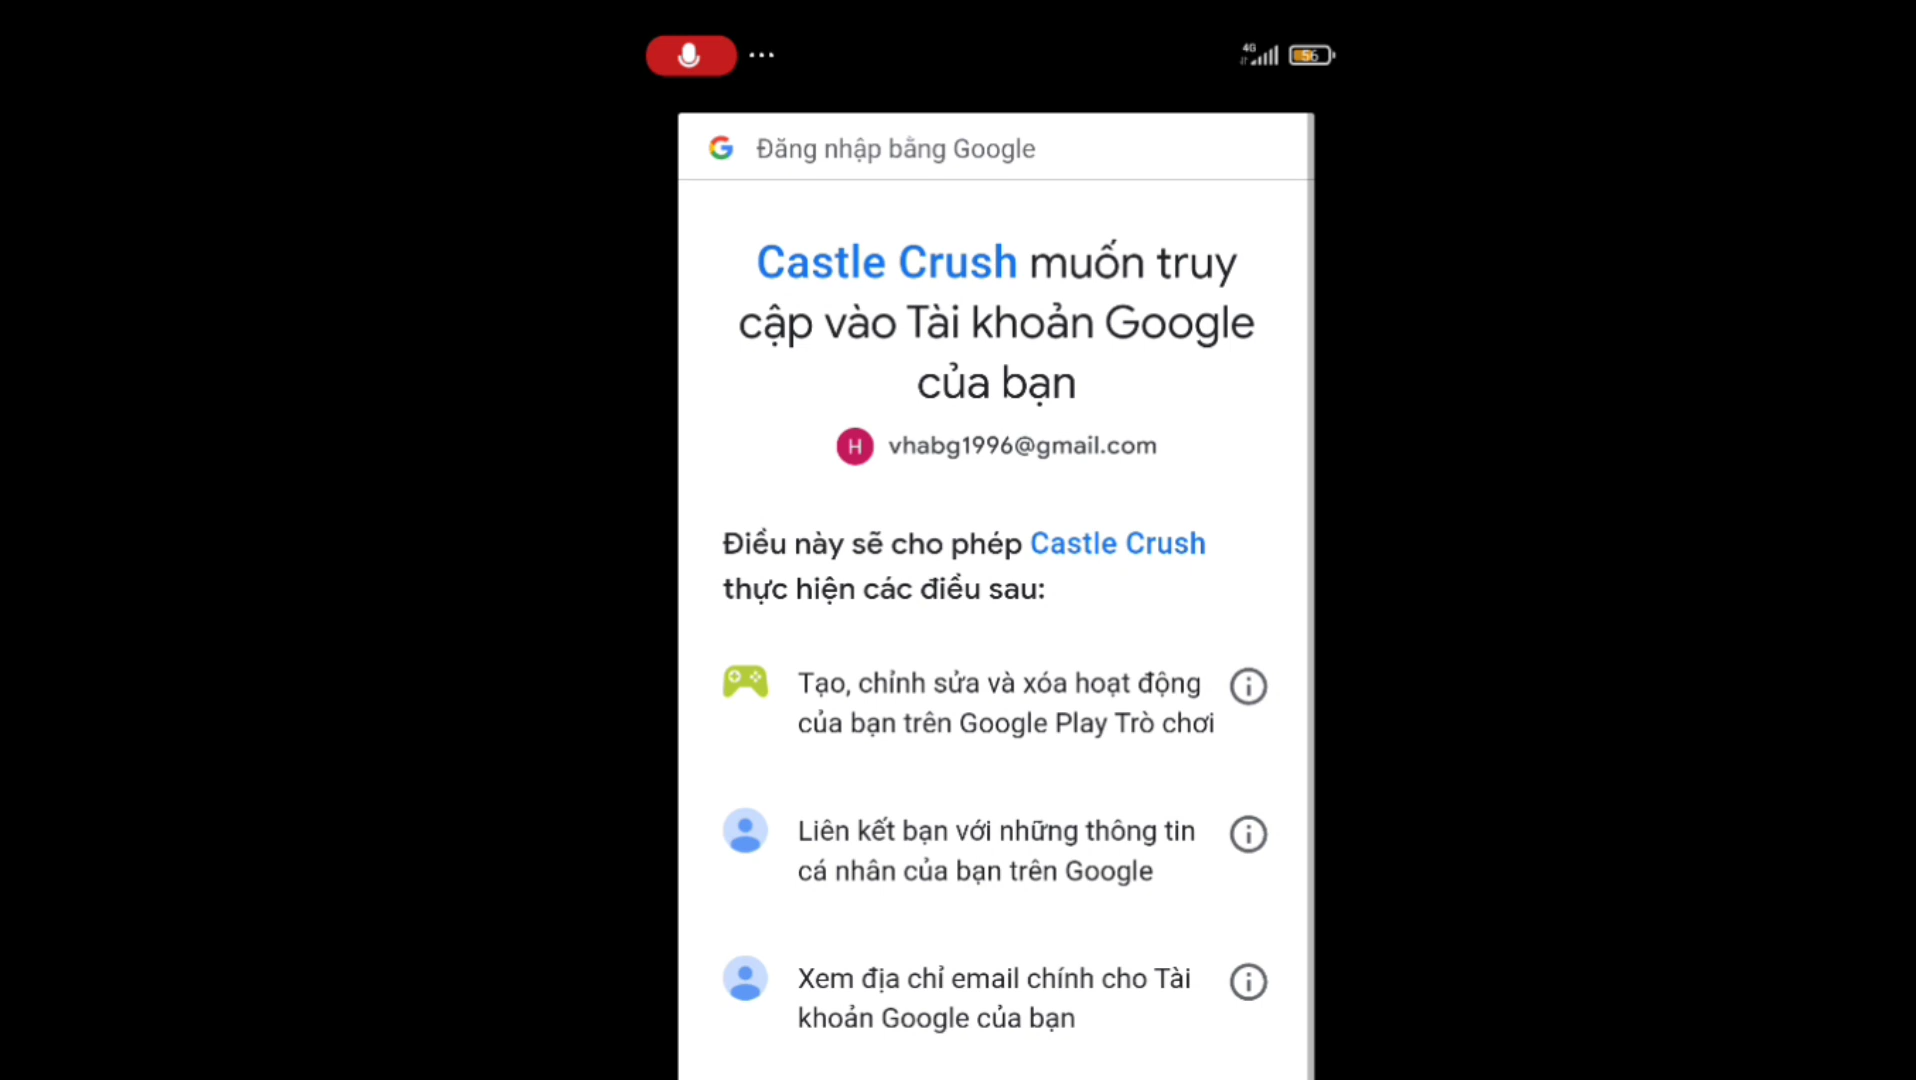 4G
56
Đăng nhập bằng Google
Castle Crush muốn truy
cập vào Tài khoản Google
của bạn
H
vhabg1996@gmail.com
Điều này sẽ cho phép Castle Crush
thực hiện các điều sau:
Tạo, chỉnh sửa và xóa hoạt động
của bạn trên Google Play Trò chơi
Liên kết bạn với những thông tin
cá nhân của bạn trên Google
Xem địa chỉ email chính cho Tài
khoản Google của bạn